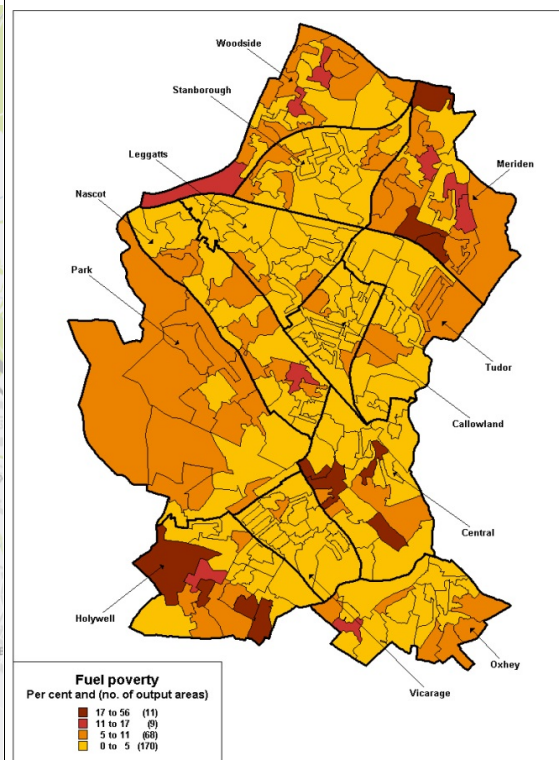 Woodside
Stanborough
Leggatts
Meriden
Nascot
Park
Tudor
Callowland
Central
Holywell
Oxhey
Vicarage
Fuel poverty
Per cent and (no. of output areas)
17 to 56 (11)
11 to 17 (9)
5 to 11 (68)
0 to 5 (170)